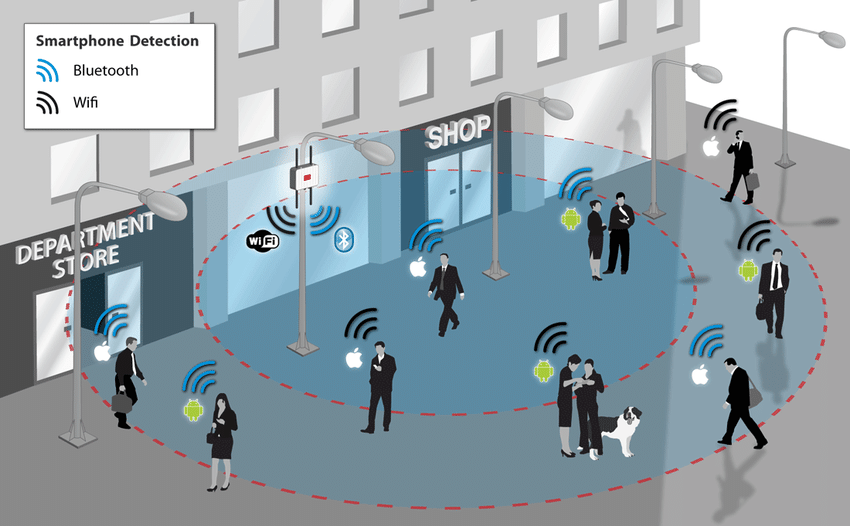 Smartphone Detection
Bluetooth
Wifi
SHOP
DEPARTMENT
STORE
WiFi